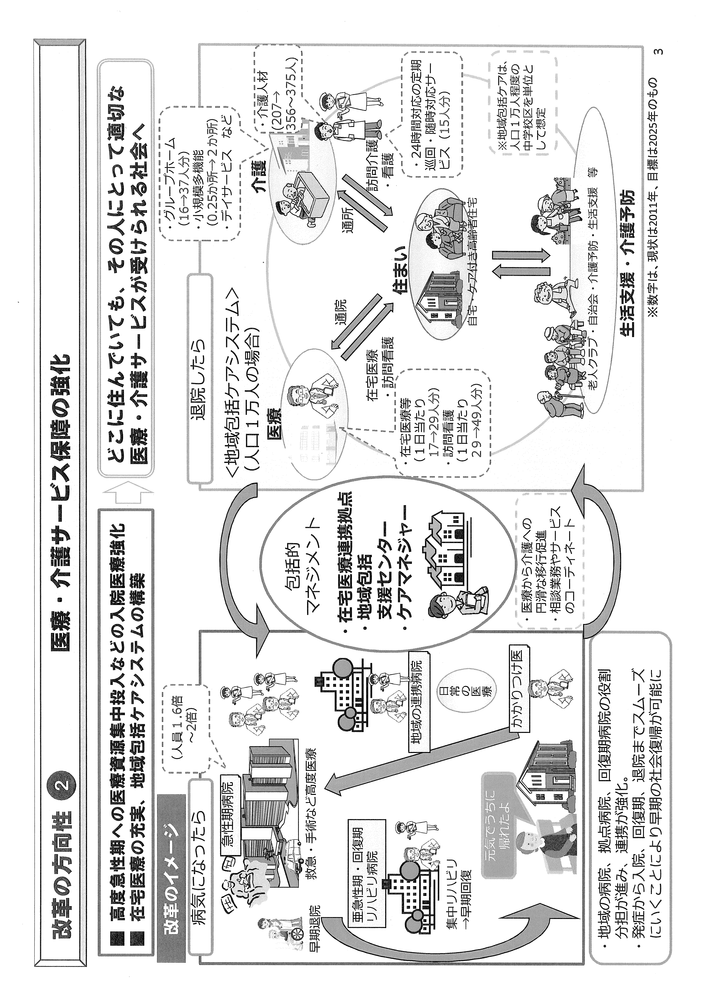 改革の方向性 2 医療・介護サービス保障の強化
■ 高度急性期への医療資源集中投入などの入院医療強化
■ 在宅医療の充実、地域包括ケアシステムの構築
どこに住んでいても、その人にとって適切な
医療・介護サービスが受けられる社会へ
改革のイメージ
病気になったら
(人員1.6倍
～2倍)
急性期病院
救急・手術など高度医療
早期退院
亜急性期・回復期
リハビリ病院
集中リハビリ
→早期回復
地域の連携病院
日常
の
医療
かかりつけ医
元気でうちに
帰れたよ
・地域の病院、拠点病院、回復期病院の役割
分担が進み、連携が強化。
・発症から入院、回復期、退院までスムーズ
にいくことにより早期の社会復帰が可能に
包括的
マネジメント
・在宅医療連携拠点
・地域包括
支援センター
・ケアマネジャー
・医療から介護への
円滑な移行促進
・相談業務やサービス
のコーディネート
退院したら
<地域包括ケアシステム>
(人口1万人の場合)
医療
通院
在宅医療
・訪問看護
・在宅医療等
(1日当たり
17→29人分)
・訪問看護
(1日当たり
29→49人分)
住まい
自宅・ケア付き高齢者住宅
介護
通所
訪問介護
・看護
・グループホーム
(16→37人分)
・小規模多機能
(0.25か所→2か所)
・デイサービス など
・介護人材
(207→
356～375人)
・24時間対応の定期
巡回・随時対応サー
ビス(15人分)
※地域包括ケアは、
人口1万人程度の
中学校区を単位と
して想定
老人クラブ・自治会・介護予防・生活支援 等
生活支援・介護予防
※数字は、現状は2011年、目標は2025年のもの
3